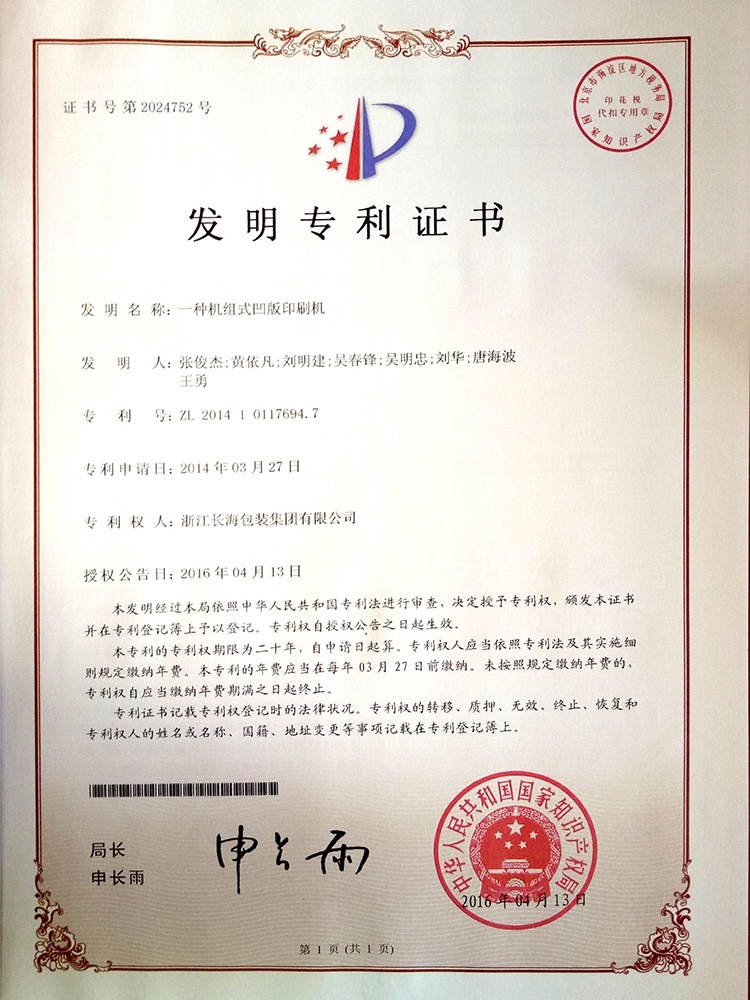 证书号第2024752号
北京市海淀区地方税务局
印花税
代扣专用章
国家知识产权局
发明专利证书
发明名称：一种机组式凹版印刷机
发明人：张俊杰;黄依凡;刘明建;吴春锋;吴明忠;刘华;唐海波
王勇
专利号：ZL 2014 1 0117694.7
专利申请日：2014年03月27日
专利权人：浙江长海包装集团有限公司
授权公告日：2016年04月13日
本发明经过本局依照中华人民共和国专利法进行审查，决定授予专利权，颁发本证书
并在专利登记簿上予以登记。专利权自授权公告之日起生效。
本专利的专利权期限为二十年，自申请日起算。专利权人应当依照专利法及其实施细
则规定缴纳年费。本专利的年费应当在每年03月27日前缴纳。未按照规定缴纳年费的，
专利权自应当缴纳年费期满之日起终止。
专利证书记载专利权登记时的法律状况。专利权的转移、质押、无效、终止、恢复和
专利权人的姓名或名称、国籍、地址变更等事项记载在专利登记簿上。
局长
申长雨
申长雨
中华人民共和国国家知识产权局
2016年04月13日
第1页(共1页)